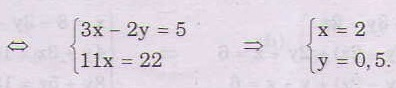 ⇔ { 3x − 2y = 5 ⇒ { x = 2
11x = 22 y = 0,5.